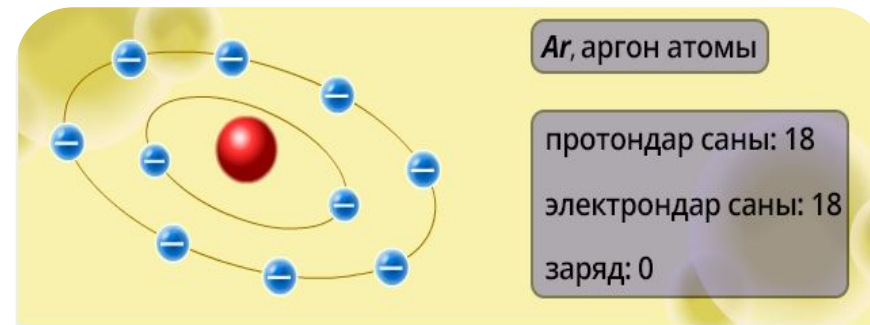 Ar, аргон атомы
протондар саны: 18
электрондар саны: 18
заряд: 0